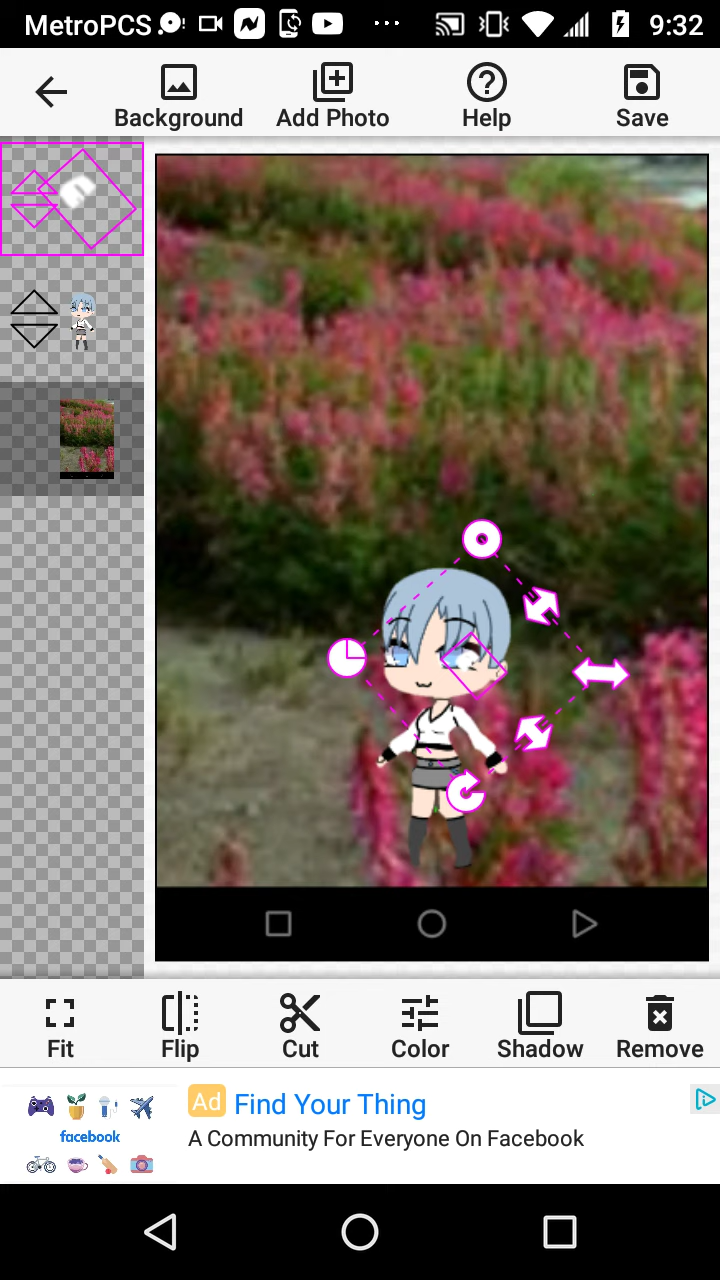 MetroPCS
9:32
Background
Add Photo
Help
Save
Fit
Flip
Cut
Color
Shadow
Remove
Ad Find Your Thing
facebook
A Community For Everyone On Facebook